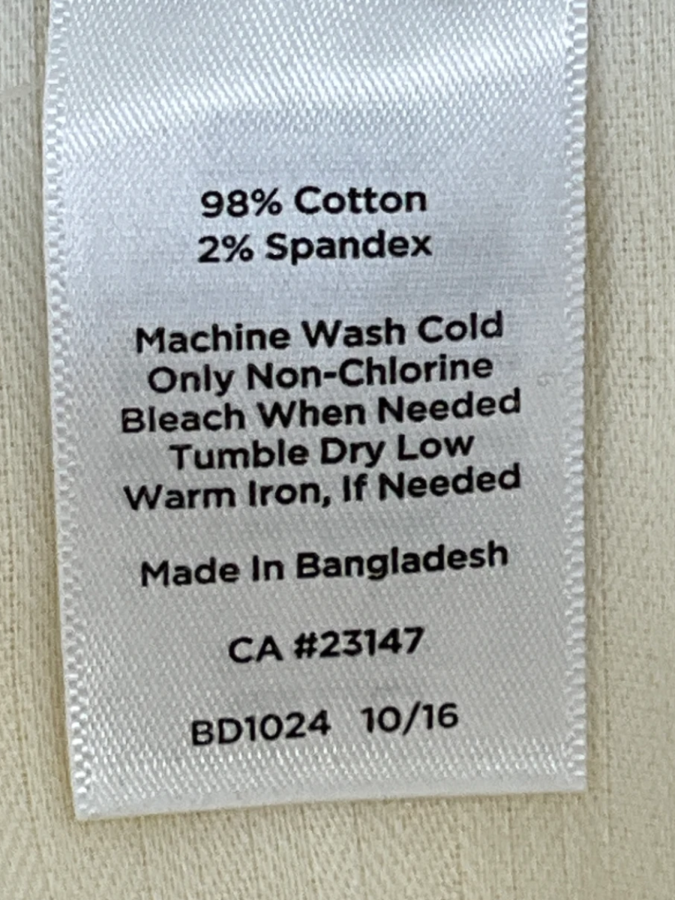 98% Cotton
2% Spandex
Machine Wash Cold
Only Non-Chlorine
Bleach When Needed
Tumble Dry Low
Warm Iron, If Needed
Made In Bangladesh
CA #23147
BD1024 10/16